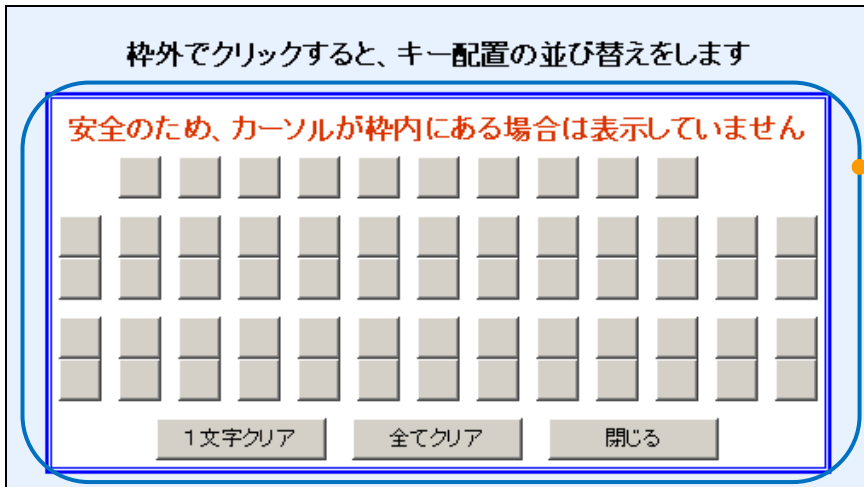 枠外でクリックすると、キー配置の並び替えをします
安全のため、カーソルが枠内にある場合は表示していません
1文字クリア 全てクリア 閉じる